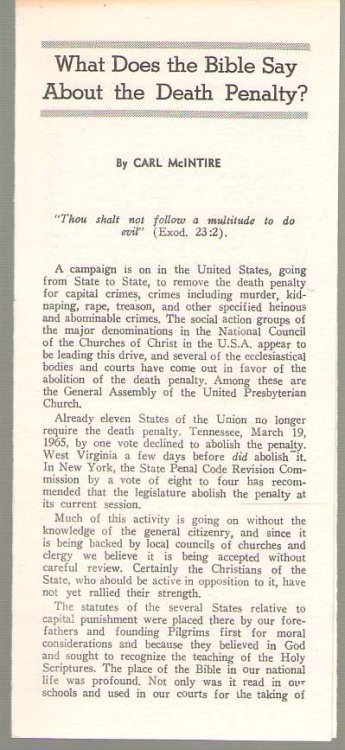 What Does the Bible Say
About the Death Penalty?
By CARL McINTIRE
"Thou shalt not follow a multitude to do
evil" (Exod. 23:2).
A campaign is on in the United States, going
from State to State, to remove the death penalty
for capital crimes, crimes including murder, kid-
naping, rape, treason, and other specified heinous
and abominable crimes. The social action groups of
the major denominations in the National Council
of the Churches of Christ in the U.S.A. appear to
be leading this drive, and several of the ecclesiastical
bodies and courts have come out in favor of the
abolition of the death penalty. Among these are
the General Assembly of the United Presbyterian
Church.
Already eleven States of the Union no longer
require the death penalty. Tennessee, March 19,
1965, by one vote declined to abolish the penalty.
West Virginia a few days before did abolish it.
In New York, the State Penal Code Revision Com-
mission by a vote of eight to four has recom-
mended that the legislature abolish the penalty at
its current session.
Much of this activity is going on without the
knowledge of the general citizenry, and since it
is being backed by local councils of churches and
clergy we believe it is being accepted without
careful review. Certainly the Christians of the
State, who should be active in opposition to it, have
not yet rallied their strength.
The statutes of the several States relative to
capital punishment were placed there by our fore-
fathers and founding Pilgrims first for moral
considerations and because they believed in God
and sought to recognize the teaching of the Holy
Scriptures. The place of the Bible in our national
life was profound. Not only was it read in our
schools and used in our courts for the taking of